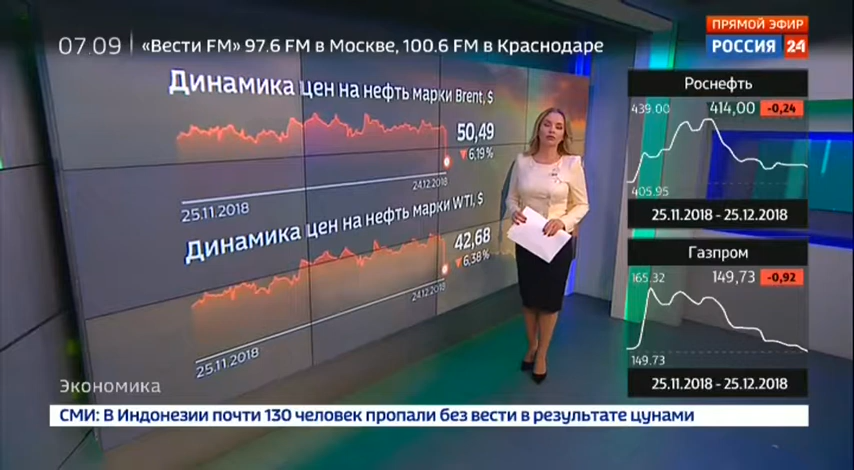 07.09
«Вести FM» 97.6 FM в Москве, 100.6 FM в Краснодаре
ПРЯМОЙ ЭФИР
РОССИЯ 24
Динамика цен на нефть марки Brent, $
50,49
6,19 %
25.11.2018
24.12.2018
Динамика цен на нефть марки WTI, $
42,68
6,38 %
25.11.2018
24.12.2018
Роснефть
439.00
414,00
-0,24
405.95
25.11.2018 - 25.12.2018
Газпром
165.32
149,73
-0,92
149.73
25.11.2018 - 25.12.2018
Экономика
СМИ: В Индонезии почти 130 человек пропали без вести в результате цунами